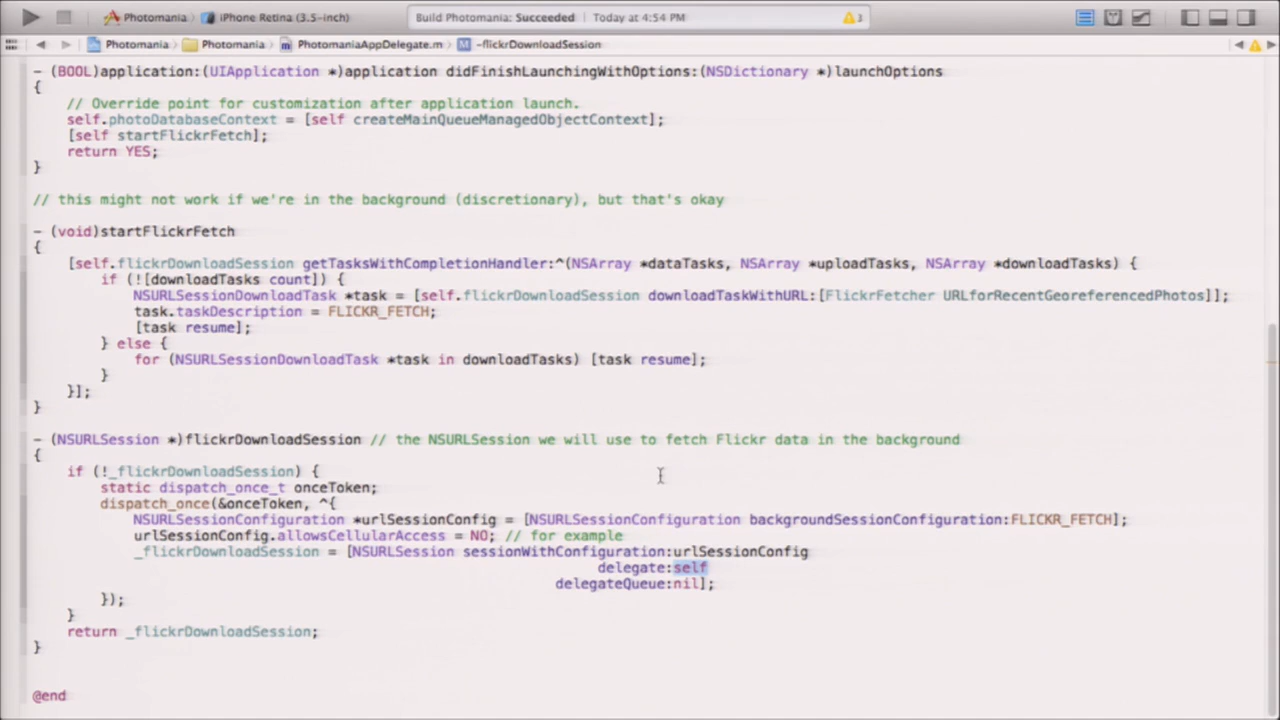 Photomania
iPhone Retina (3.5-inch)
Build Photomania: Succeeded
Today at 4:54 PM
3
Photomania
Photomania
m
PhotomaniaAppDelegate.m
M
-flickrDownloadSession
- (BOOL)application:(UIApplication *)application didFinishLaunchingWithOptions:(NSDictionary *)launchOptions
{
// Override point for customization after application launch.
self.photoDatabaseContext = [self createMainQueueManagedObjectContext];
[self startFlickrFetch];
return YES;
}
// this might not work if we're in the background (discretionary), but that's okay
- (void)startFlickrFetch
{
[self.flickrDownloadSession getTasksWithCompletionHandler:^(NSArray *dataTasks, NSArray *uploadTasks, NSArray *downloadTasks) {
if (![downloadTasks count]) {
NSURLSessionDownloadTask *task = [self.flickrDownloadSession downloadTaskWithURL:[FlickrFetcher URLforRecentGeoreferencedPhotos]];
task.taskDescription = FLICKR_FETCH;
[task resume];
} else {
for (NSURLSessionDownloadTask *task in downloadTasks) [task resume];
}
}];
}
- (NSURLSession *)flickrDownloadSession // the NSURLSession we will use to fetch Flickr data in the background
{
if (!_flickrDownloadSession) {
static dispatch_once_t onceToken;
dispatch_once(&onceToken, ^{
NSURLSessionConfiguration *urlSessionConfig = [NSURLSessionConfiguration backgroundSessionConfiguration:FLICKR_FETCH];
urlSessionConfig.allowsCellularAccess = NO; // for example
_flickrDownloadSession = [NSURLSession sessionWithConfiguration:urlSessionConfig
delegate:self
delegateQueue:nil];
});
}
return _flickrDownloadSession;
}
@end